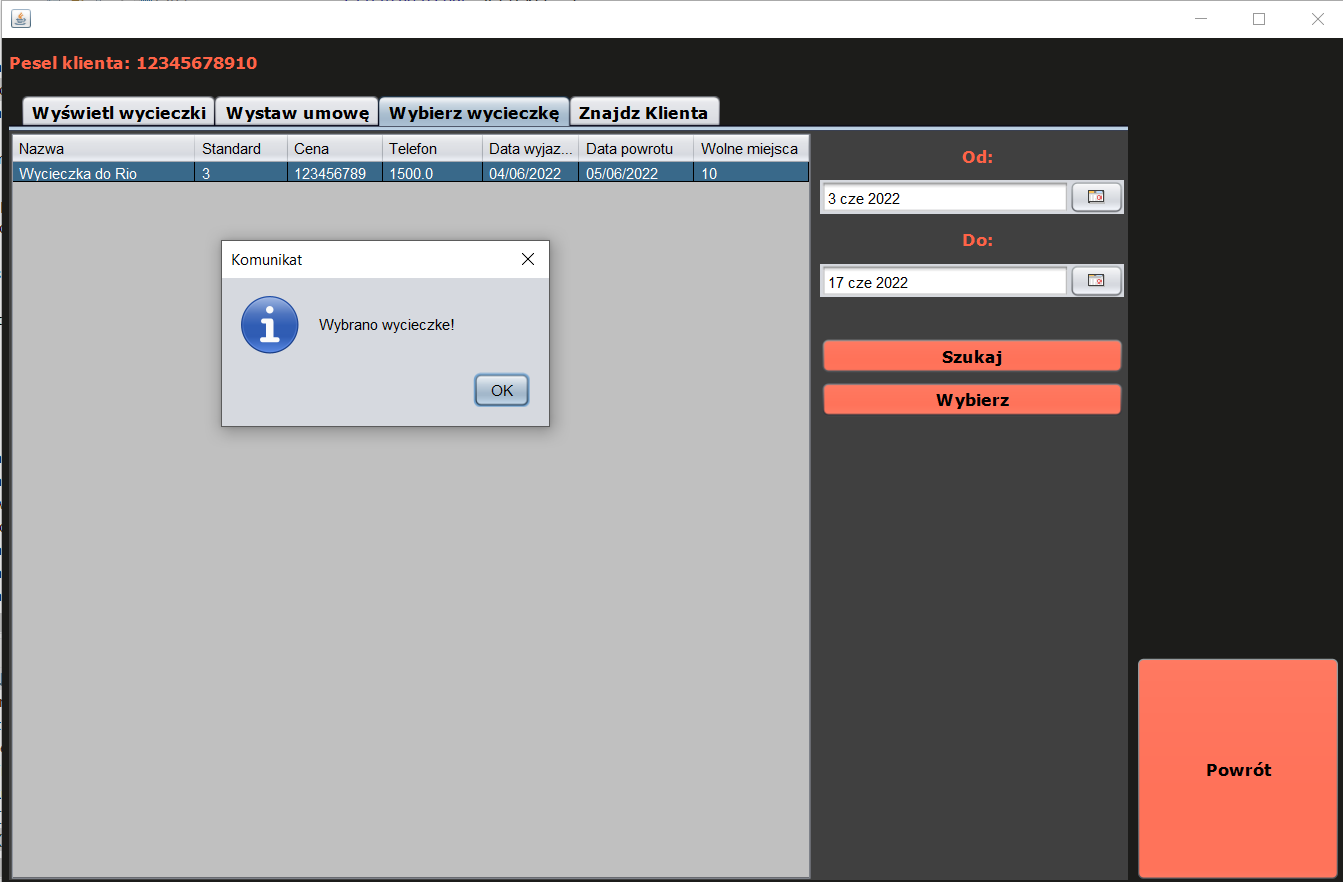 Pesel klienta: 12345678910
Wyświetl wycieczki Wystaw umowę Wybierz wycieczkę Znajdz Klienta
Nazwa Standard Cena Telefon Data wyjaz... Data powrotu Wolne miejsca
Wycieczka do Rio 3 123456789 1500.0 04/06/2022 05/06/2022 10
Od:
3 cze 2022
Do:
17 cze 2022
Szukaj
Wybierz
Komunikat
Wybrano wycieczke!
OK
Powrót